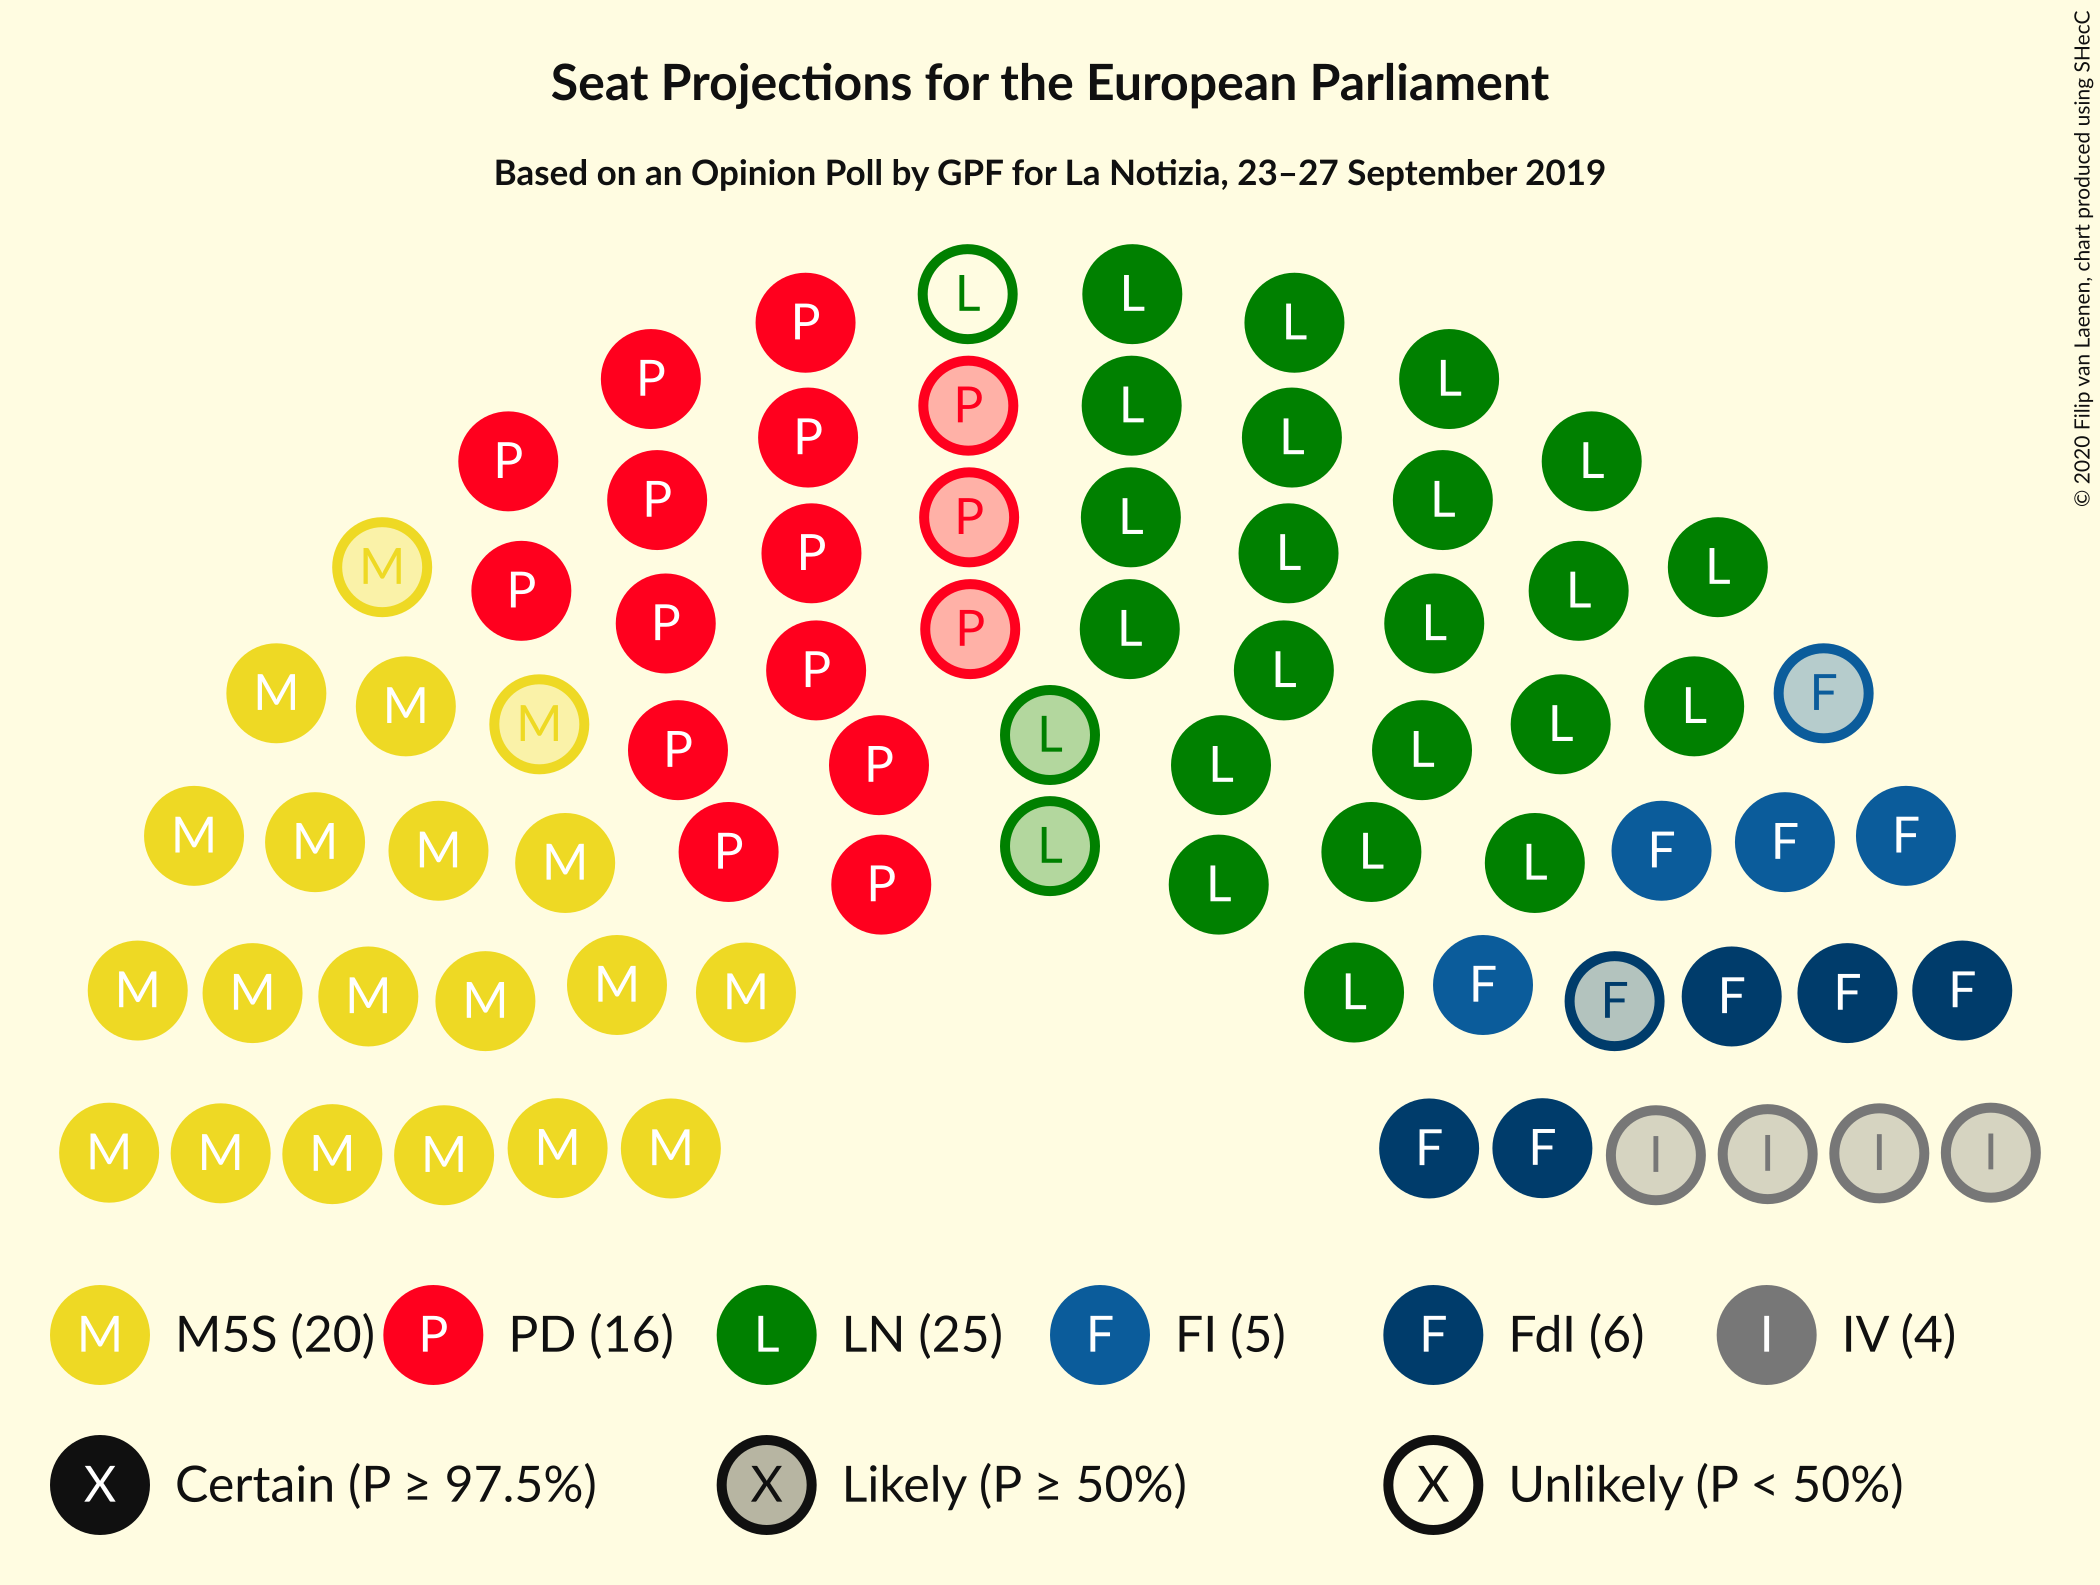 Seat Projections for the European Parliament
Based on an Opinion Poll by GPF for La Notizia, 23–27 September 2019
© 2020 Filip van Laenen, chart produced using SHecC
L L
P L L
P P L
P L
P L L
P L
P P L
P L
P L L
M L
P L
P L
P L
P L
M M F
M M L L
P L L
L
P L
P L
M M M M L F F F
P L
L
P L
M M M M M M L F F F F F
M M M M M M F F I I I I
M M5S (20) P PD (16) L LN (25) F FI (5) F FdI (6) I IV (4)
X Certain (P ≥ 97.5%) X Likely (P ≥ 50%) X Unlikely (P < 50%)